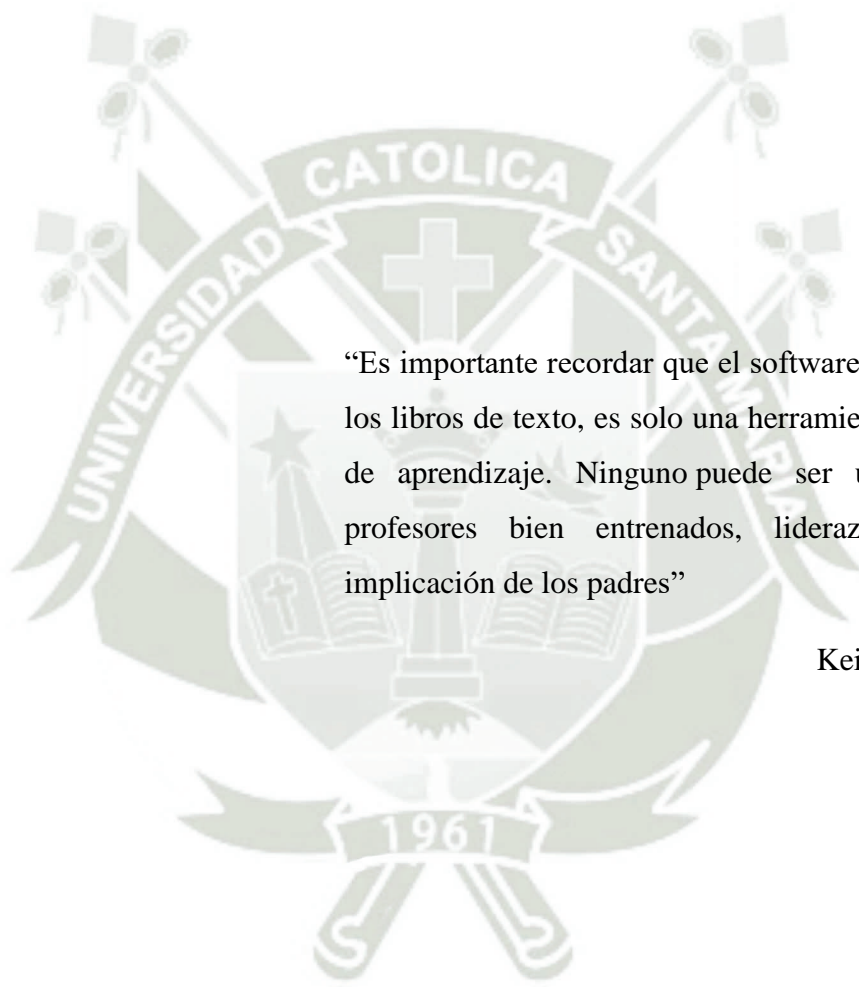 CATOLICA
UNIVERSIDAD
SANTA MARIA
“Es importante recordar que el software
los libros de texto, es solo una herramie
de aprendizaje. Ninguno puede ser u
profesores bien entrenados, lideraz
implicación de los padres”
Kei
1961